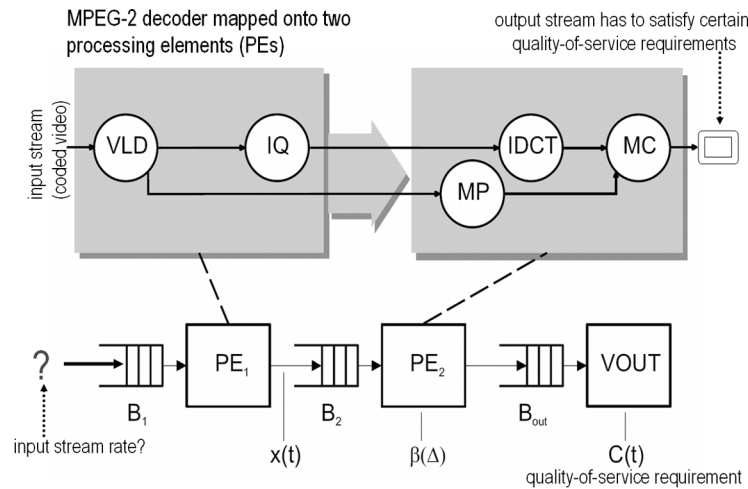 MPEG-2 decoder mapped onto two
processing elements (PEs)
output stream has to satisfy certain
quality-of-service requirements
input stream
(coded video)
VLD
IQ
IDCT
MC
MP
?
PE1
PE2
VOUT
B1
B2
Bout
input stream rate?
x(t)
β(Δ)
C(t)
quality-of-service requirement